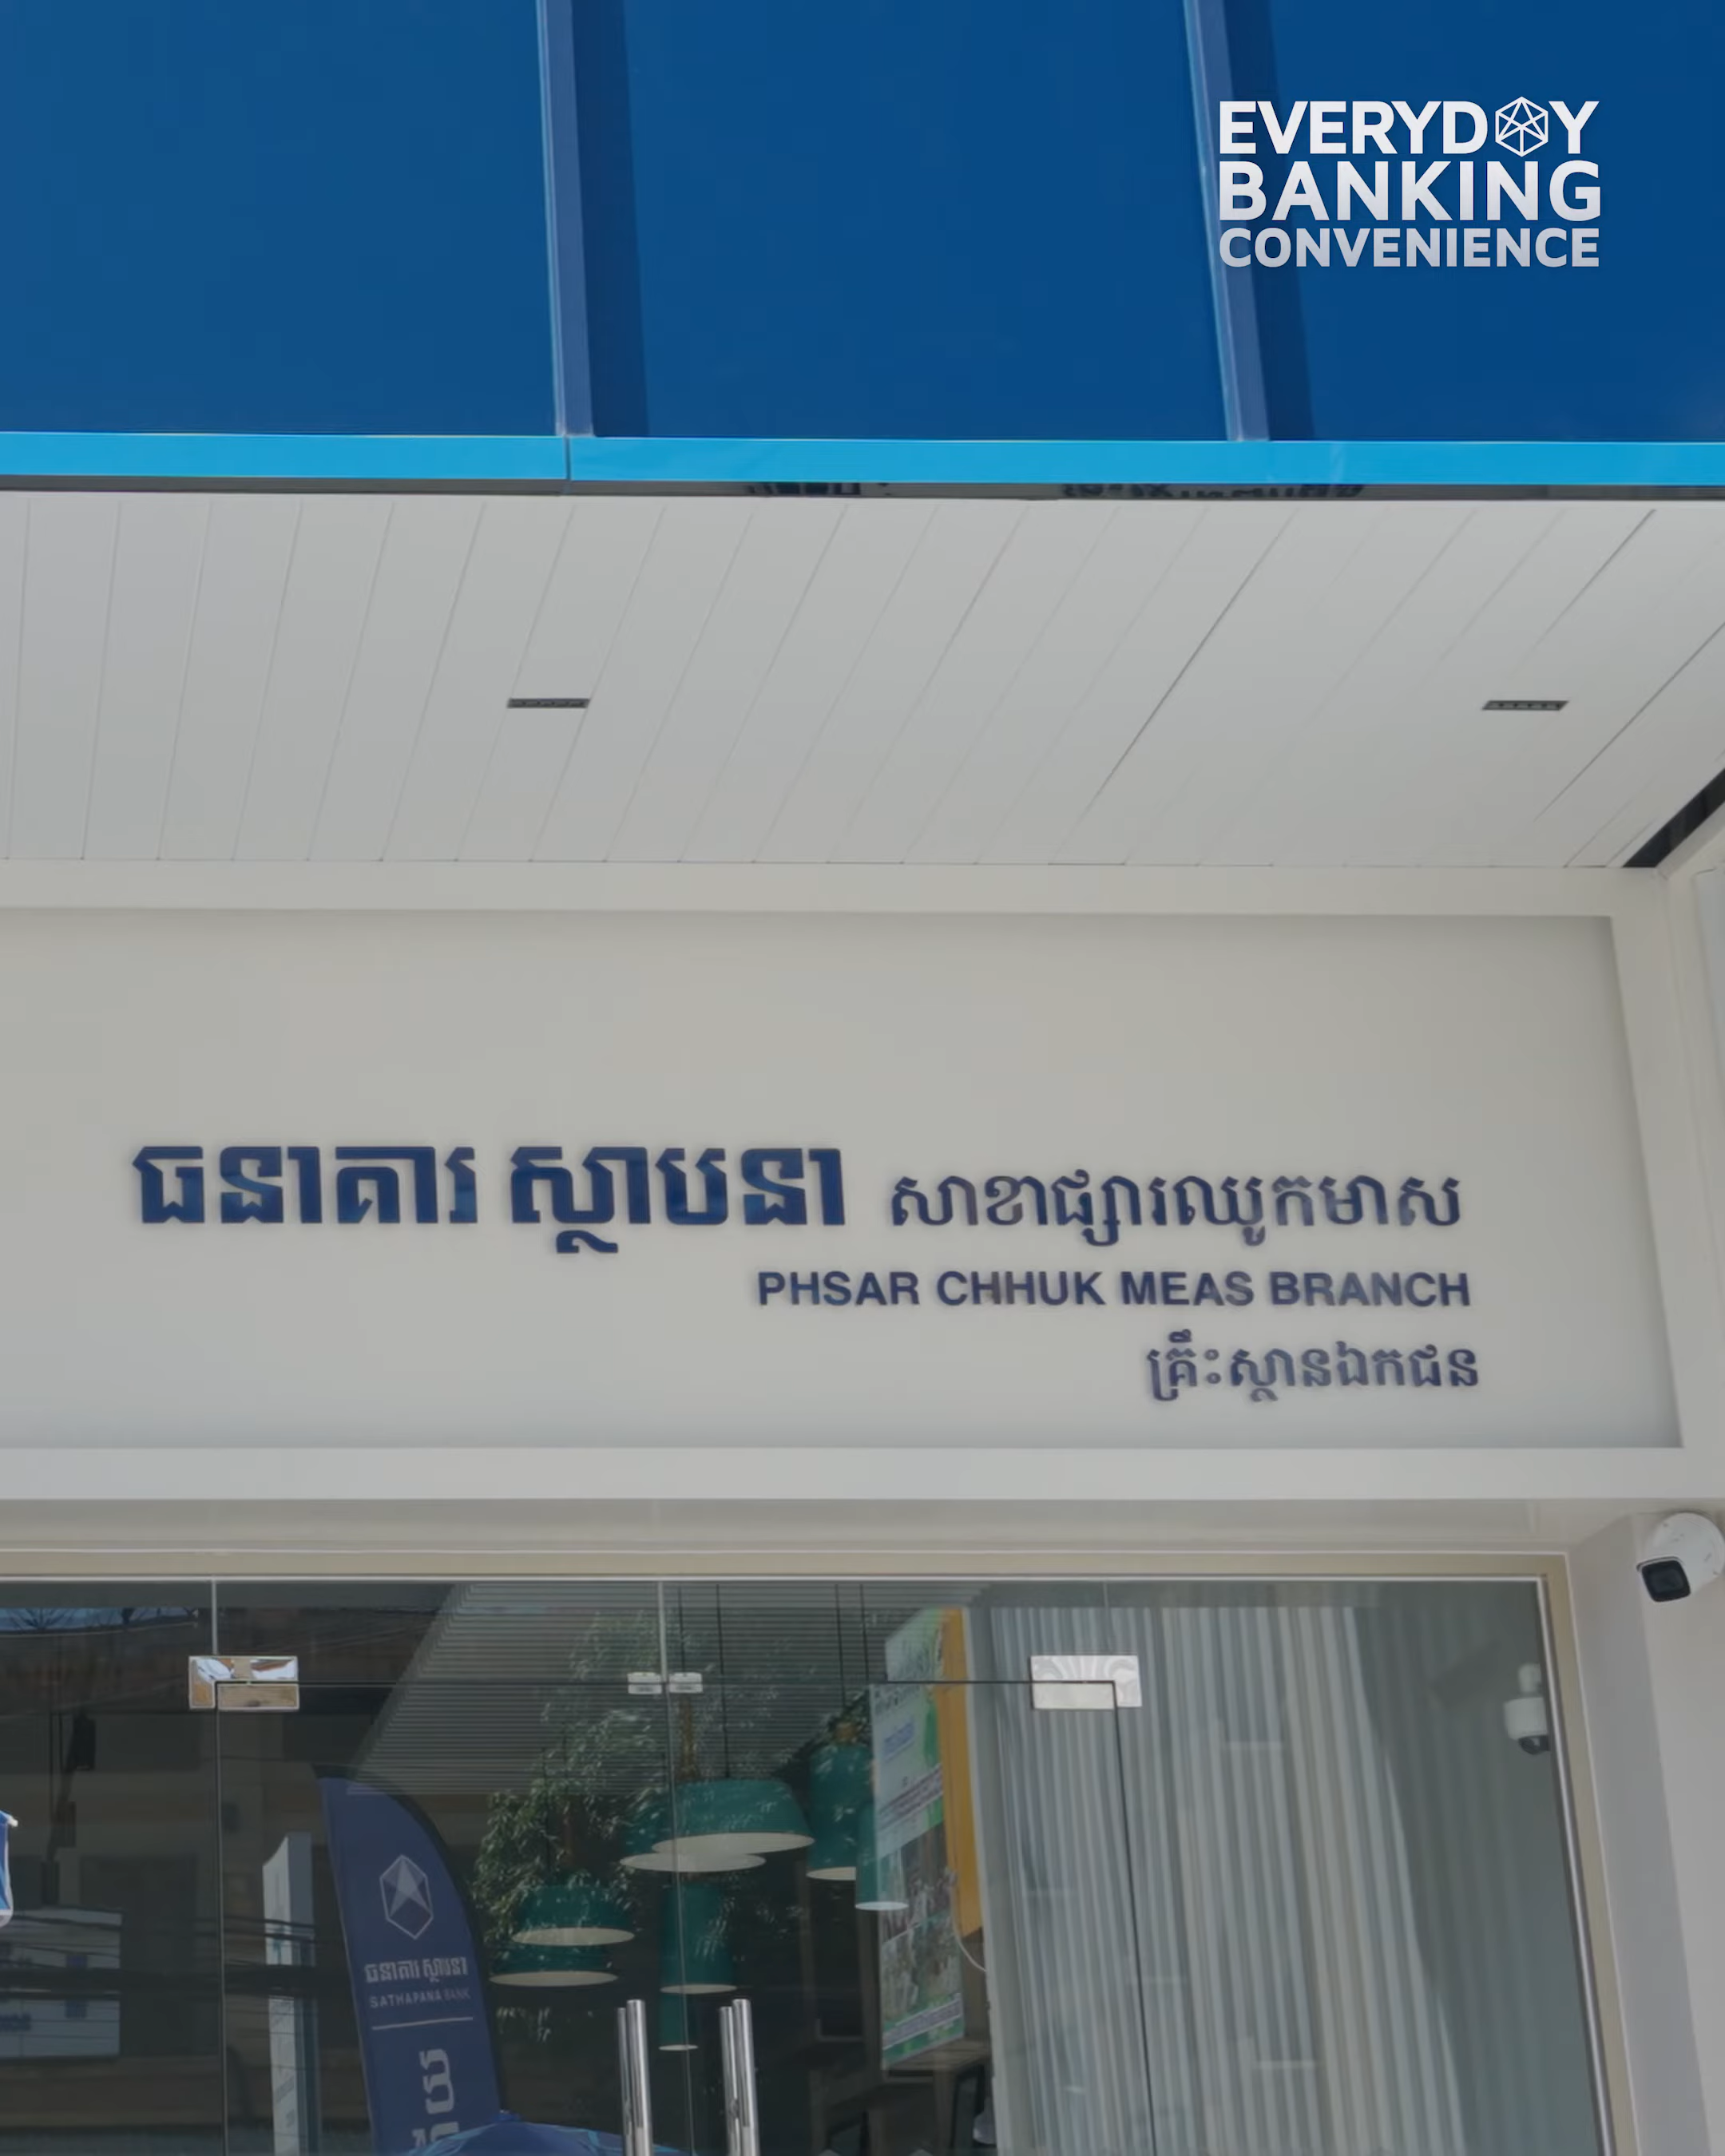 EVERYDAY
BANKING
CONVENIENCE
ធនាគារ ស្ថាបនា សាខាផ្សារឈូកមាស
PHSAR CHHUK MEAS BRANCH
គ្រឹះស្ថានឯកជន
ធនាគារ ស្ថាបនា
SATHAPANA BANK